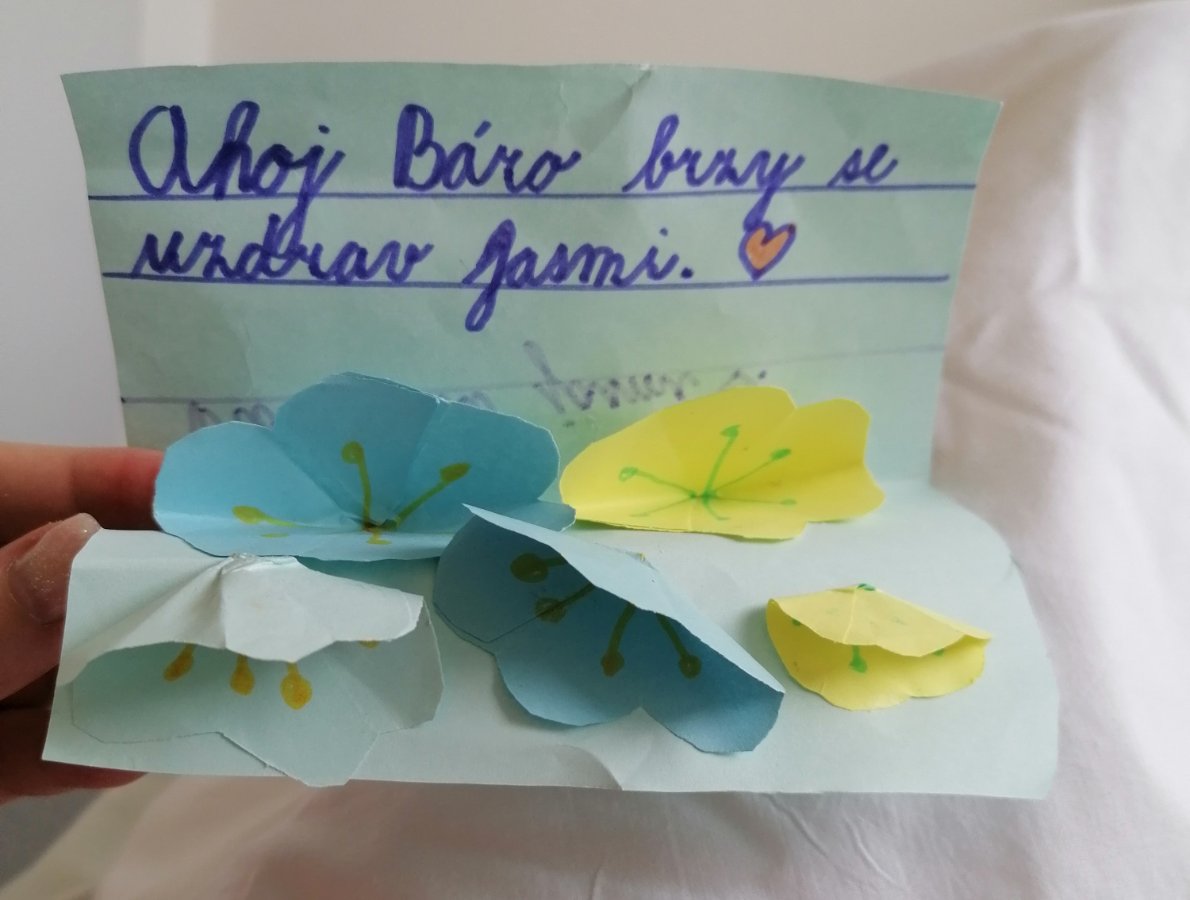 Ahoj Báro brzy se
uzdrav Jasmi.